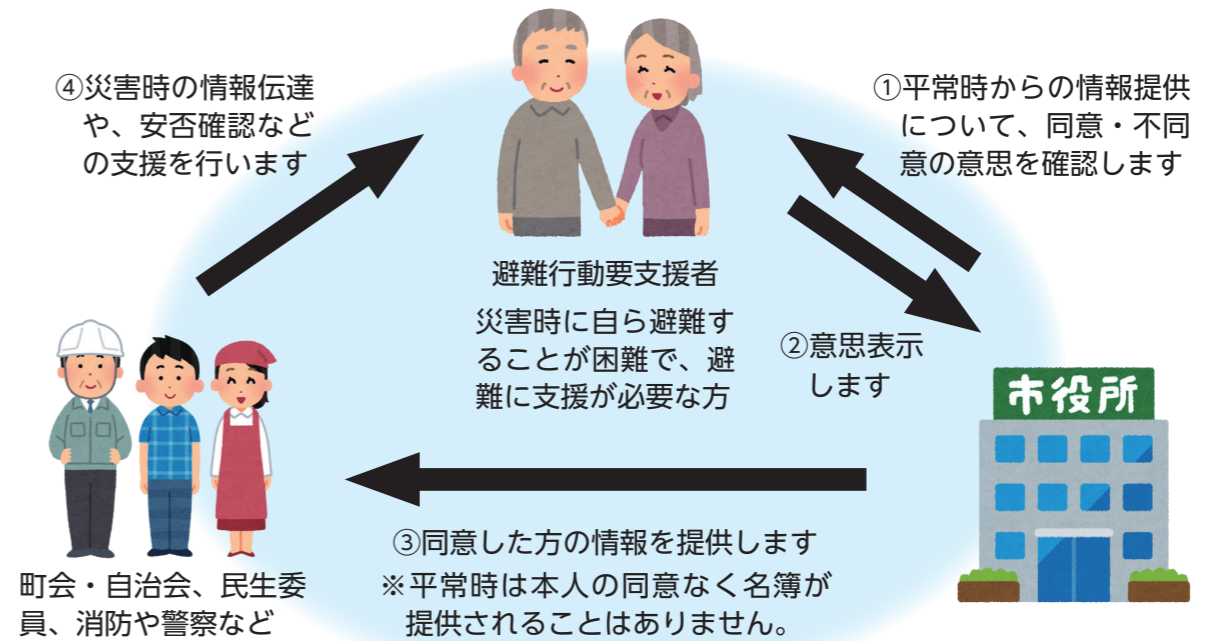 ④災害時の情報伝達
や、安否確認など
の支援を行います
①平常時からの情報提供
について、同意・不同
意の意思を確認します
避難行動要支援者
災害時に自ら避難す
ることが困難で、避
難に支援が必要な方
②意思表示
します
市役所
③同意した方の情報を提供します
※平常時は本人の同意なく名簿が
提供されることはありません。
町会・自治会、民生委
員、消防や警察など